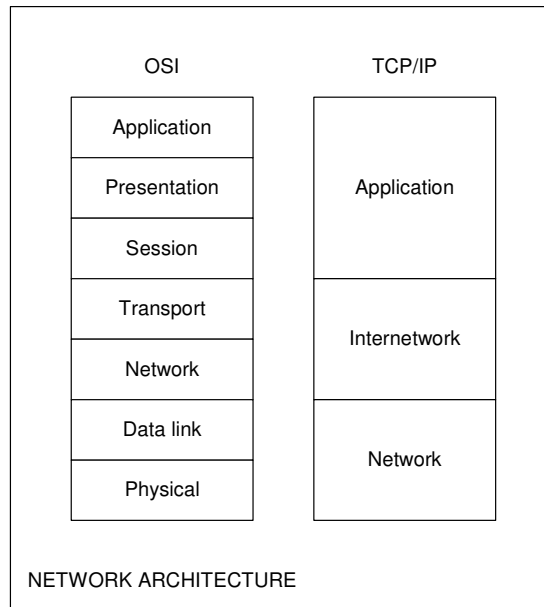 OSI
TCP/IP
Application
Presentation
Session
Transport
Network
Data link
Physical
Application
Internetwork
Network
NETWORK ARCHITECTURE